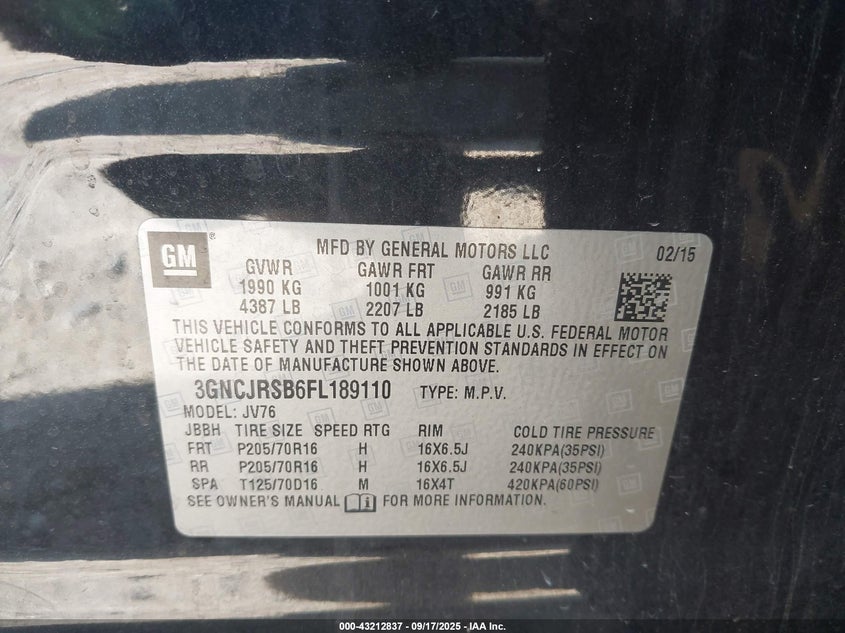 GM ® MFD BY GENERAL MOTORS LLC 02/15
GVWR GAWR FRT GAWR RR
1990 KG 1001 KG 991 KG
4387 LB 2207 LB 2185 LB
THIS VEHICLE CONFORMS TO ALL APPLICABLE U.S. FEDERAL MOTOR
VEHICLE SAFETY AND THEFT PREVENTION STANDARDS IN EFFECT ON
THE DATE OF MANUFACTURE SHOWN ABOVE.
3GNCJRSB6FL189110 TYPE: M.P.V.
MODEL: JV76
JBBH TIRE SIZE SPEED RTG RIM COLD TIRE PRESSURE
FRT P205/70R16 H 16X6.5J 240KPA(35PSI)
RR P205/70R16 H 16X6.5J 240KPA(35PSI)
SPA T125/70D16 M 16X4T 420KPA(60PSI)
SEE OWNER'S MANUAL FOR MORE INFORMATION.
000-43212837 - 09/17/2025 - IAA Inc.